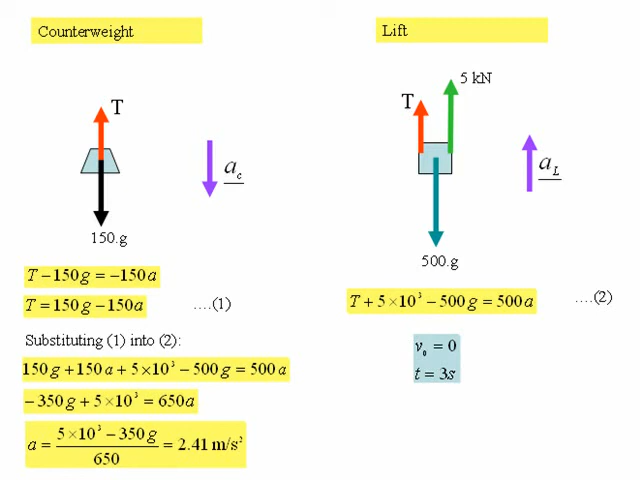 Counterweight
T
a_c
150.g
T − 150g = −150a
T = 150g − 150a ....(1)
Substituting (1) into (2):
150g + 150a + 5×10³ − 500g = 500a
−350g + 5×10³ = 650a
a = (5×10³ − 350g)/650 = 2.41 m/s²
Lift
5 kN
T
a_L
500.g
T + 5×10³ − 500g = 500a ....(2)
v₀ = 0
t = 3s